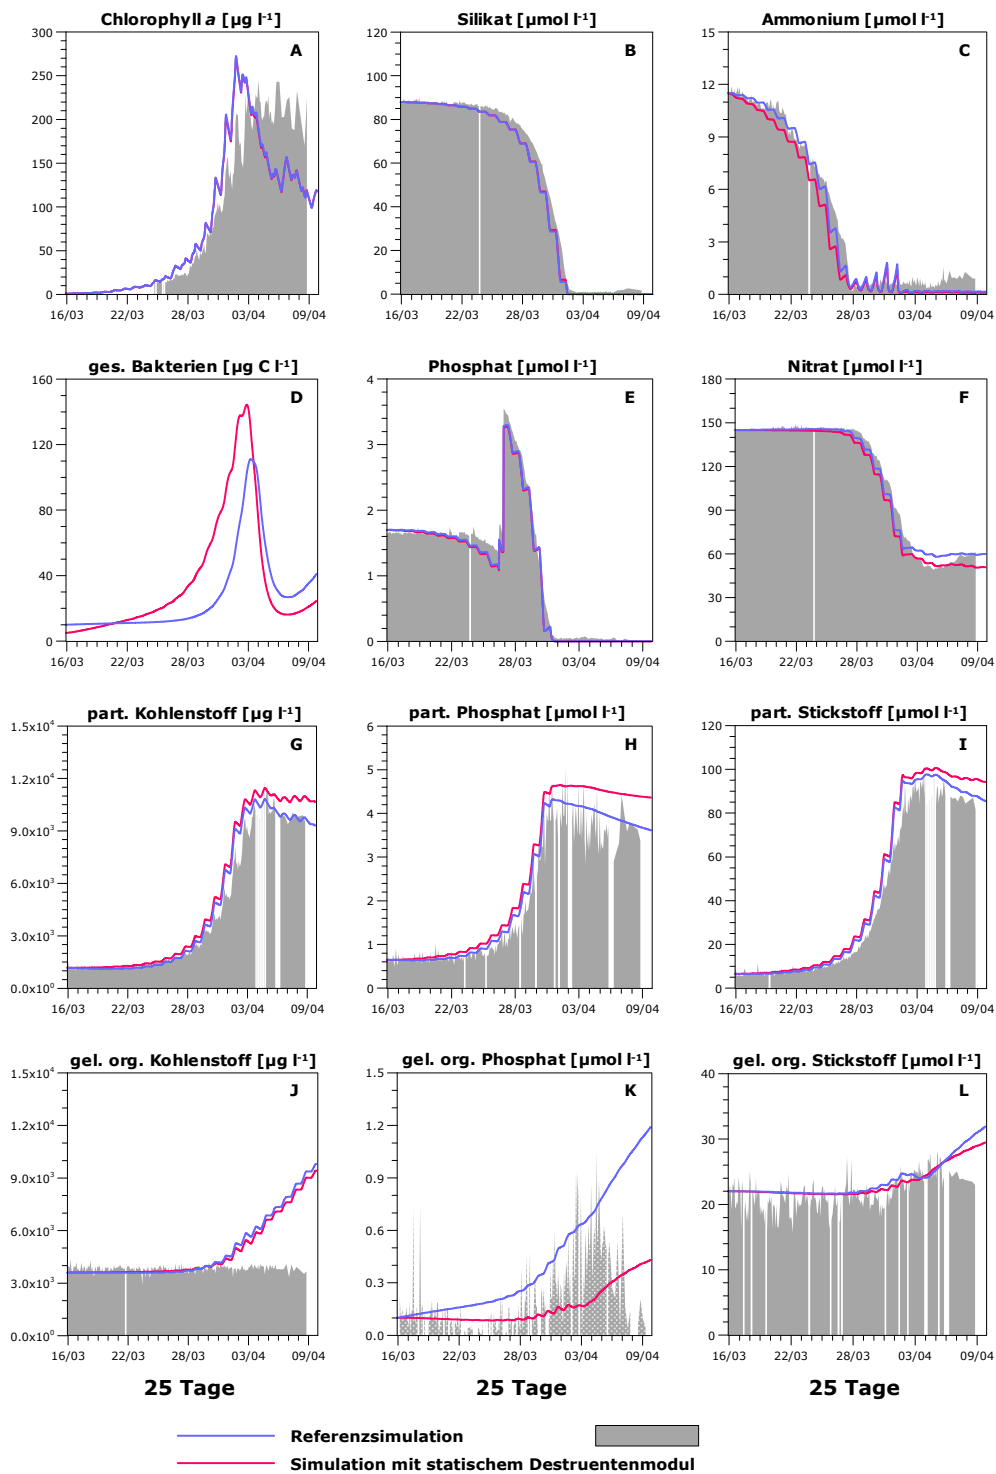 Chlorophyll a [µg l-1]
Silikat [µmol l-1]
Ammonium [µmol l-1]
A
B
C
300
250
200
150
100
50
0
120
100
80
60
40
20
0
15
12
9
6
3
0
16/03 22/03 28/03 03/04 09/04
16/03 22/03 28/03 03/04 09/04
16/03 22/03 28/03 03/04 09/04
ges. Bakterien [µg C l-1]
Phosphat [µmol l-1]
Nitrat [µmol l-1]
D
E
F
160
120
80
40
0
4
3
2
1
0
180
150
120
90
60
30
0
16/03 22/03 28/03 03/04 09/04
16/03 22/03 28/03 03/04 09/04
16/03 22/03 28/03 03/04 09/04
part. Kohlenstoff [µg l-1]
part. Phosphat [µmol l-1]
part. Stickstoff [µmol l-1]
G
H
I
1.5x10⁴
1.2x10⁴
9.0x10³
6.0x10³
3.0x10³
0.0x10⁰
6
5
4
3
2
1
0
120
100
80
60
40
20
0
16/03 22/03 28/03 03/04 09/04
16/03 22/03 28/03 03/04 09/04
16/03 22/03 28/03 03/04 09/04
gel. org. Kohlenstoff [µg l-1]
gel. org. Phosphat [µmol l-1]
gel. org. Stickstoff [µmol l-1]
J
K
L
1.5x10⁴
1.2x10⁴
9.0x10³
6.0x10³
3.0x10³
0.0x10⁰
1.5
1.2
0.9
0.6
0.3
0.0
40
30
20
10
0
16/03 22/03 28/03 03/04 09/04
16/03 22/03 28/03 03/04 09/04
16/03 22/03 28/03 03/04 09/04
25 Tage
25 Tage
25 Tage
Referenzsimulation
Simulation mit statischem Destruentenmodul